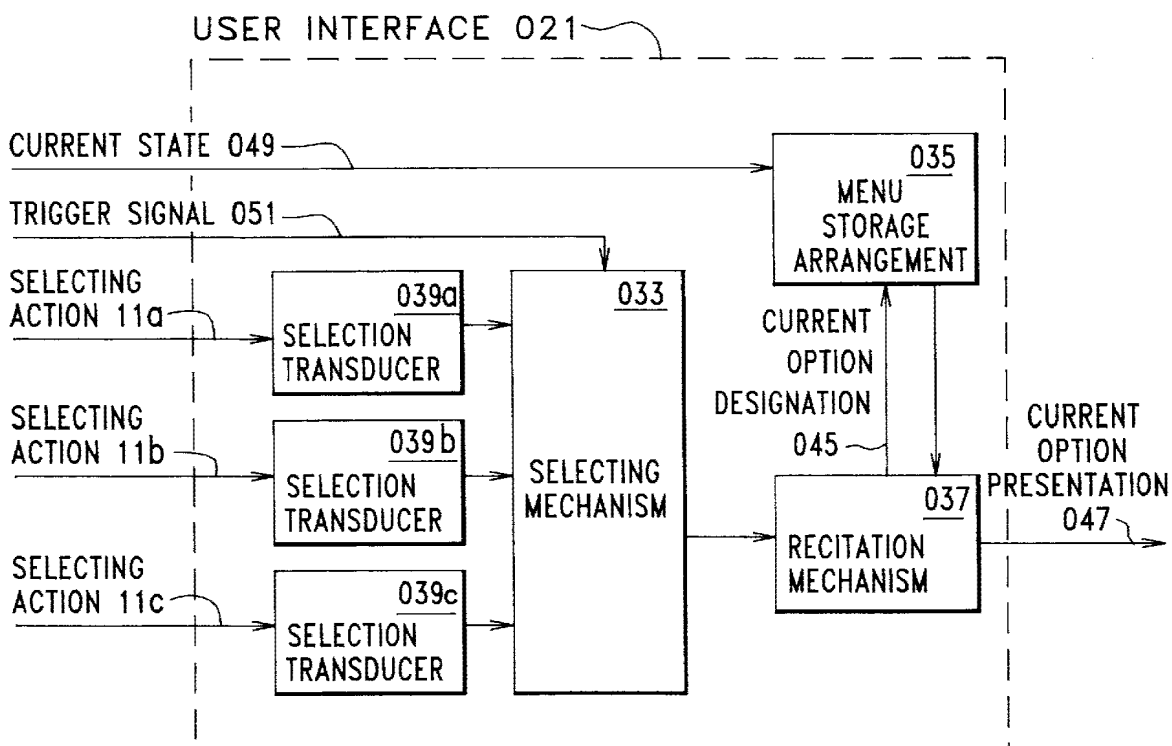 USER INTERFACE 021
CURRENT STATE 049
TRIGGER SIGNAL 051
SELECTING
ACTION 11a
SELECTING
ACTION 11b
SELECTING
ACTION 11c
039a
SELECTION
TRANSDUCER
039b
SELECTION
TRANSDUCER
039c
SELECTION
TRANSDUCER
033
SELECTING
MECHANISM
035
MENU
STORAGE
ARRANGEMENT
CURRENT
OPTION
DESIGNATION
045
037
RECITATION
MECHANISM
CURRENT
OPTION
PRESENTATION
047